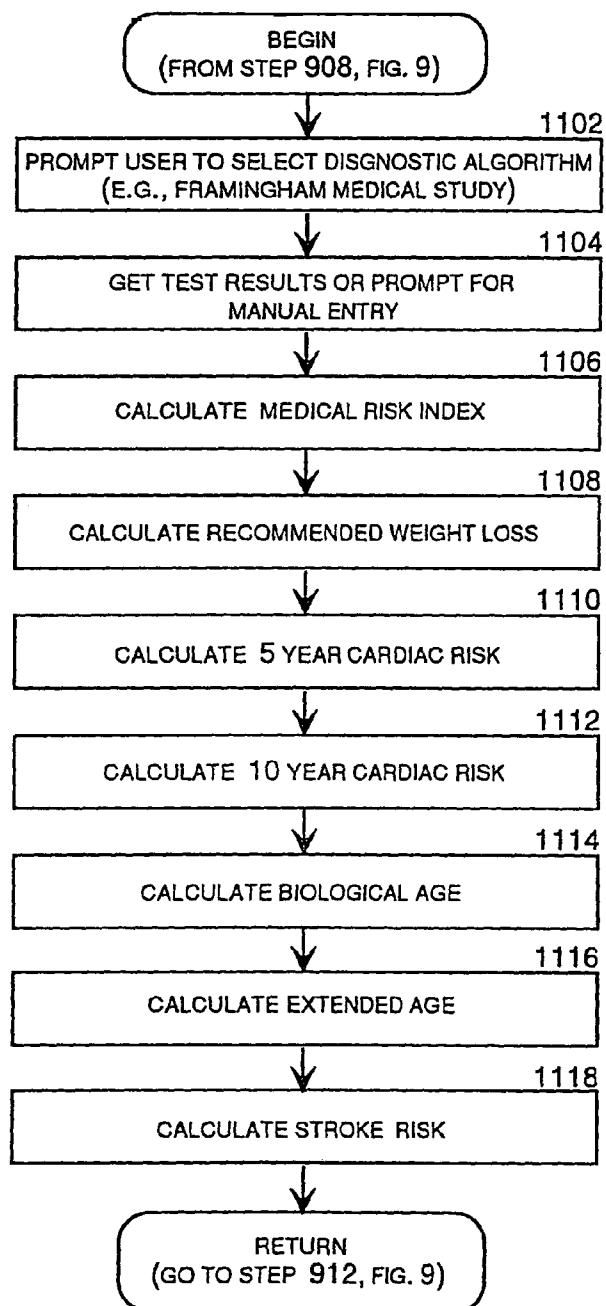 BEGIN
(FROM STEP 908, FIG. 9)
1102
PROMPT USER TO SELECT DISGNOSTIC ALGORITHM
(E.G., FRAMINGHAM MEDICAL STUDY)
1104
GET TEST RESULTS OR PROMPT FOR
MANUAL ENTRY
1106
CALCULATE MEDICAL RISK INDEX
1108
CALCULATE RECOMMENDED WEIGHT LOSS
1110
CALCULATE 5 YEAR CARDIAC RISK
1112
CALCULATE 10 YEAR CARDIAC RISK
1114
CALCULATE BIOLOGICAL AGE
1116
CALCULATE EXTENDED AGE
1118
CALCULATE STROKE RISK
RETURN
(GO TO STEP 912, FIG. 9)